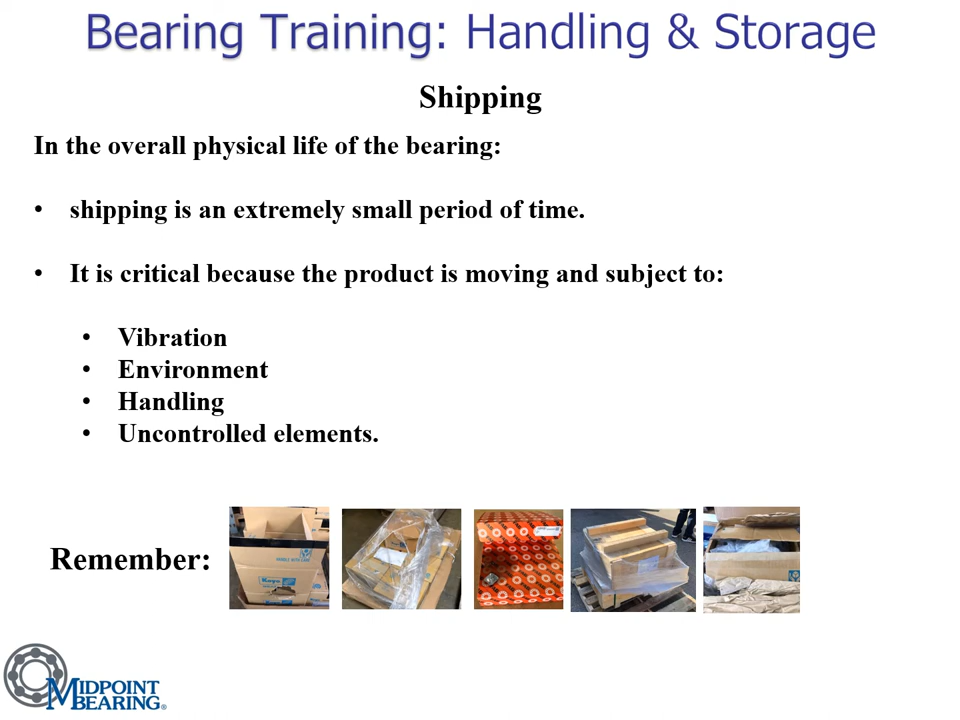 Bearing Training: Handling & Storage
Shipping
In the overall physical life of the bearing:
• shipping is an extremely small period of time.
• It is critical because the product is moving and subject to:
• Vibration
• Environment
• Handling
• Uncontrolled elements.
Remember:
Koyo
MIDPOINT
BEARING®